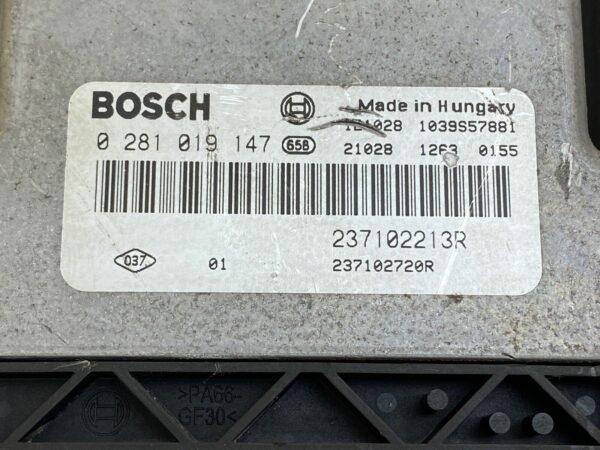 BOSCH Made in Hungary
0 281 019 147 658 1039S57881
21028 1263 0155
237102213R
037 01 237102720R
>PA66-
GF30<